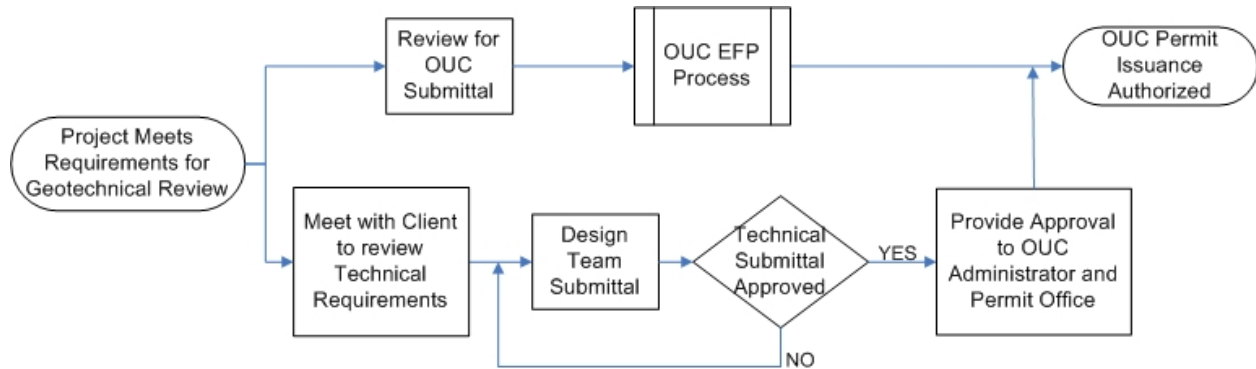 Review for
OUC
Submittal
OUC EFP
Process
OUC Permit
Issuance
Authorized
Project Meets
Requirements for
Geotechnical Review
Meet with Client
to review
Technical
Requirements
Design
Team
Submittal
Technical
Submittal
Approved
YES
NO
Provide Approval
to OUC
Administrator and
Permit Office